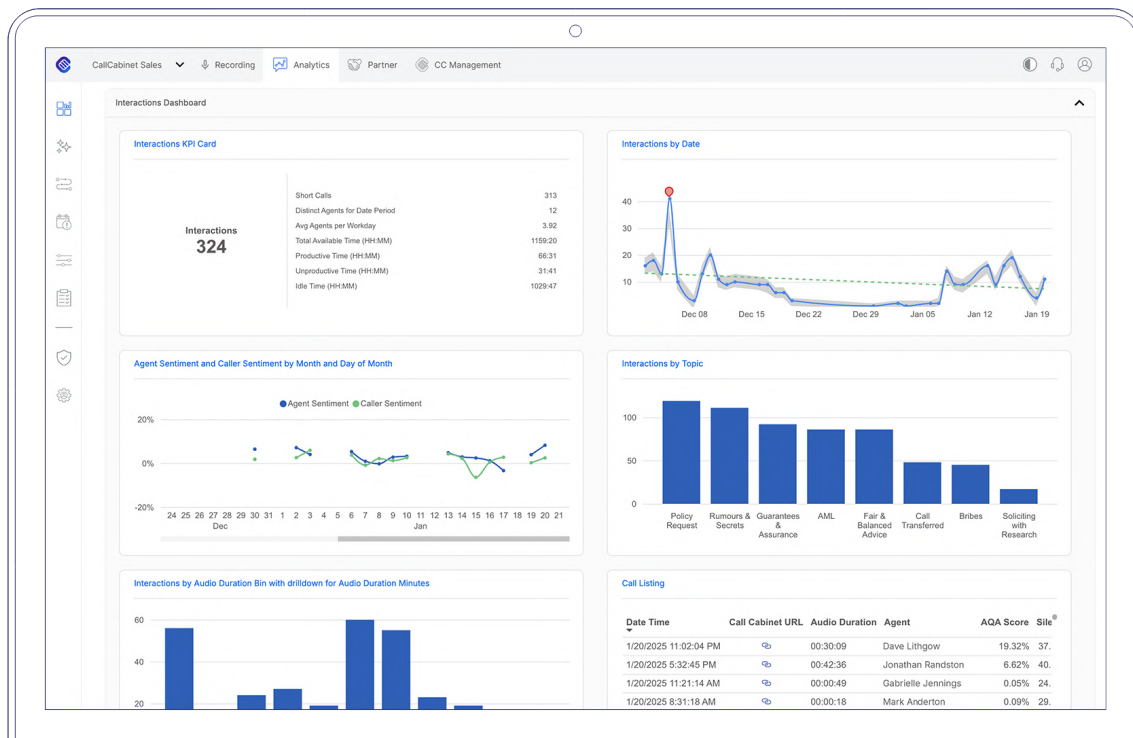 CallCabinet Sales Recording Analytics Partner CC Management
Interactions Dashboard
Interactions KPI Card
Interactions
324
Short Calls 313
Distinct Agents for Date Period 12
Avg Agents per Workday 3.92
Total Available Time (HH:MM) 1159:20
Productive Time (HH:MM) 66:31
Unproductive Time (HH:MM) 31:41
Idle Time (HH:MM) 1029:47
Interactions by Date
40
30
20
10
Dec 08 Dec 15 Dec 22 Dec 29 Jan 05 Jan 12 Jan 19
Agent Sentiment and Caller Sentiment by Month and Day of Month
Agent Sentiment Caller Sentiment
20%
0%
-20%
24 25 26 27 28 29 30 31 1 2 3 4 5 6 7 8 9 10 11 12 13 14 15 16 17 18 19 20 21
Dec Jan
Interactions by Topic
100
50
0
Policy
Request
Rumours &
Secrets
Guarantees
&
Assurance
AML
Fair &
Balanced
Advice
Call
Transferred
Bribes
Soliciting
with
Research
Interactions by Audio Duration Bin with drilldown for Audio Duration Minutes
60
40
20
Call Listing
Date Time Call Cabinet URL Audio Duration Agent AQA Score Sile
1/20/2025 11:02:04 PM 00:30:09 Dave Lithgow 19.32% 37.
1/20/2025 5:32:45 PM 00:42:36 Jonathan Randston 6.62% 40.
1/20/2025 11:21:14 AM 00:00:49 Gabrielle Jennings 0.05% 24.
1/20/2025 8:31:18 AM 00:00:18 Mark Anderton 0.09% 29.